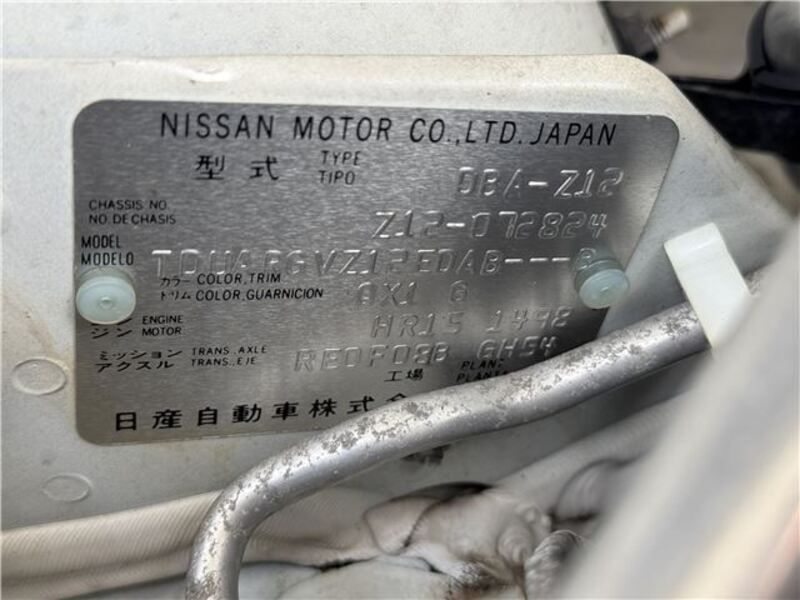 NISSAN MOTOR CO.,LTD. JAPAN
型式 TYPE TIPO DBA-Z12
CHASSIS NO.
NO. DE CHASIS Z12-072824
MODEL
MODELO TDUARGVZ12EDAB---B
カラー COLOR, TRIM
トリム COLOR, GUARNICION QX1 G
ENGINE
ジン MOTOR HR15 1498
ミッション TRANS., AXLE
アクスル TRANS., EJE RE0F08B GH54
工場 PLANT
PLANTA
日産自動車株式会